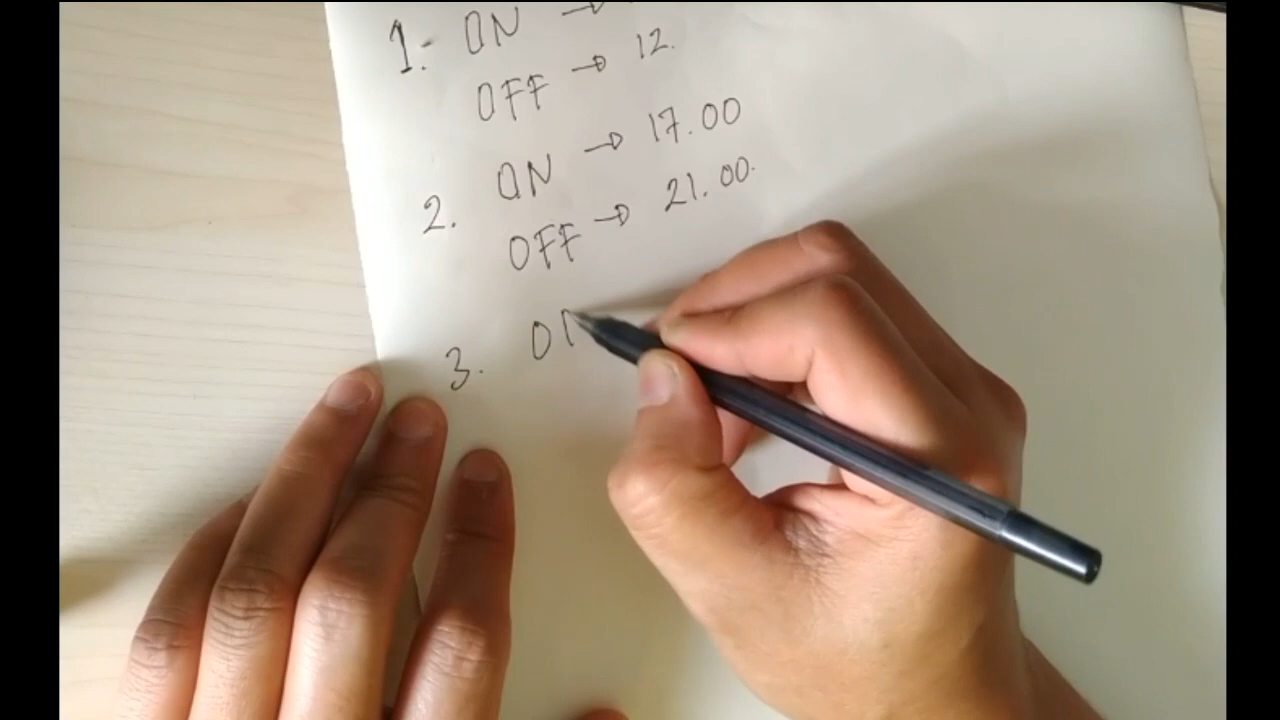 1.- ON →
OFF → 12.
2. ON → 17.00
OFF → 21.00.
3. O